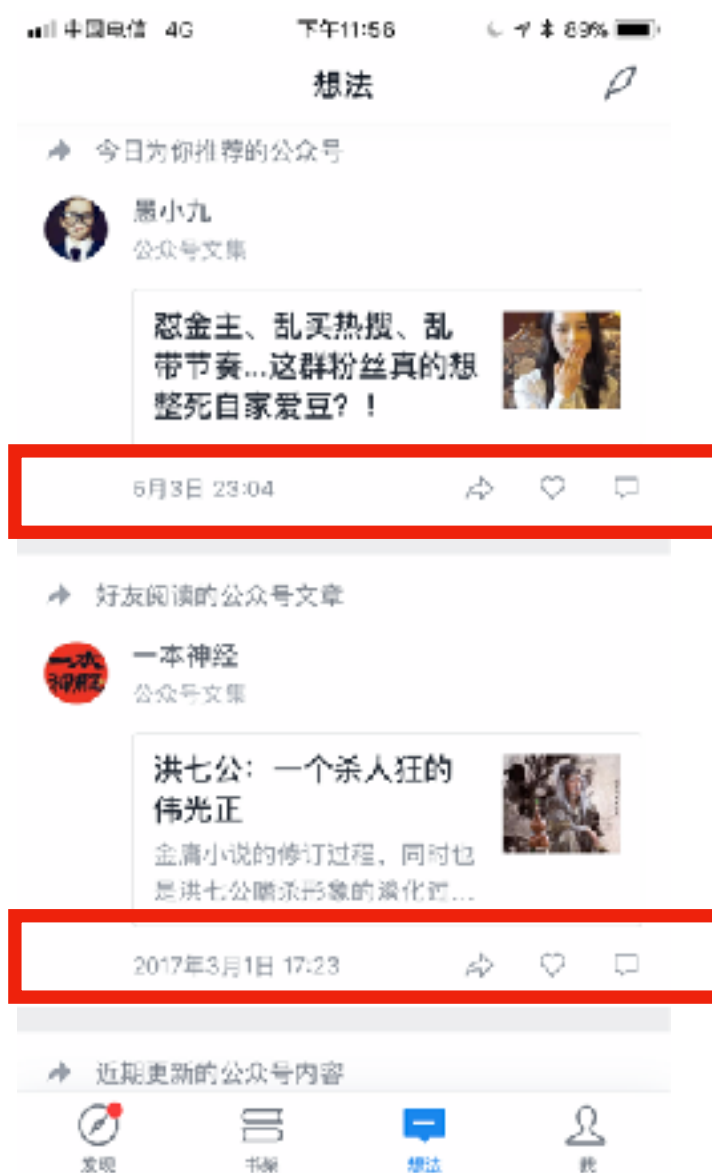 中国电信 4G 下午11:56 89%
想法
今日为你推荐的公众号
愚小九
公众号文集
怼金主、乱买热搜、乱
带节奏...这群粉丝真的想
整死自家爱豆？！
6月3日 23:04
好友阅读的公众号文章
一本神经
一本
神经
公众号文集
洪七公：一个杀人狂的
伟光正
金庸小说的修订过程，同时也
是洪七公嗜杀形象的演化过...
2017年3月1日 17:23
近期更新的公众号内容
发现 书架 想法 我